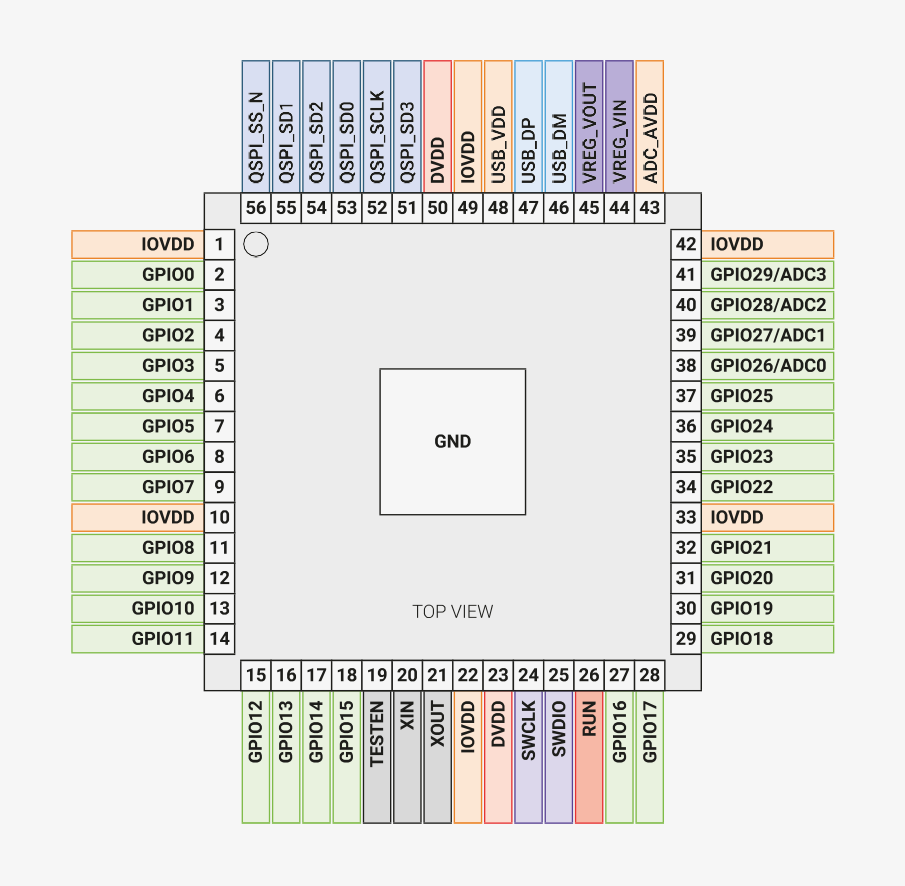 QSPI_SS_N
QSPI_SD1
QSPI_SD2
QSPI_SD0
QSPI_SCLK
QSPI_SD3
DVDD
IOVDD
USB_VDD
USB_DP
USB_DM
VREG_VOUT
VREG_VIN
ADC_AVDD
56 55 54 53 52 51 50 49 48 47 46 45 44 43
IOVDD 1
GPIO0 2
GPIO1 3
GPIO2 4
GPIO3 5
GPIO4 6
GPIO5 7
GPIO6 8
GPIO7 9
IOVDD 10
GPIO8 11
GPIO9 12
GPIO10 13
GPIO11 14
GND
TOP VIEW
42 IOVDD
41 GPIO29/ADC3
40 GPIO28/ADC2
39 GPIO27/ADC1
38 GPIO26/ADC0
37 GPIO25
36 GPIO24
35 GPIO23
34 GPIO22
33 IOVDD
32 GPIO21
31 GPIO20
30 GPIO19
29 GPIO18
15 16 17 18 19 20 21 22 23 24 25 26 27 28
GPIO12
GPIO13
GPIO14
GPIO15
TESTEN
XIN
XOUT
IOVDD
DVDD
SWCLK
SWDIO
RUN
GPIO16
GPIO17